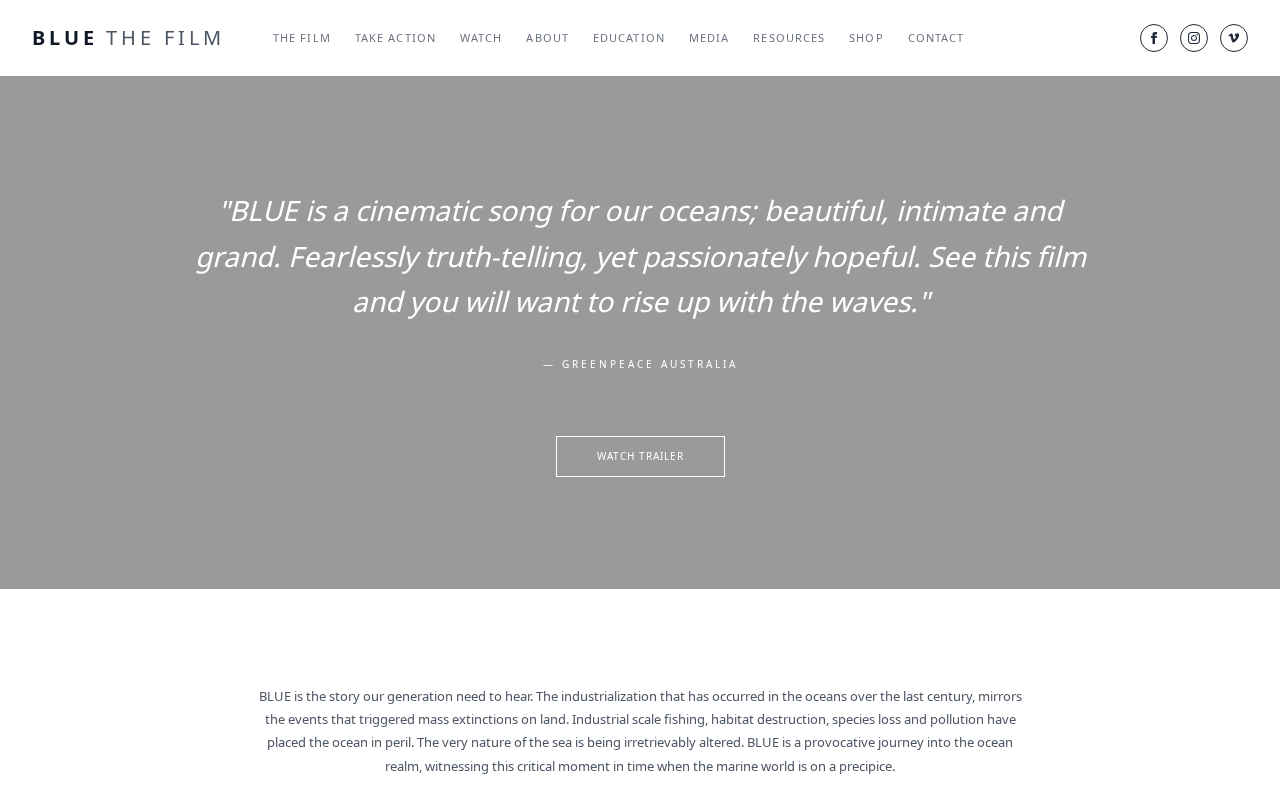 BLUE THE FILM
THE FILM TAKE ACTION WATCH ABOUT EDUCATION MEDIA RESOURCES SHOP CONTACT
"BLUE is a cinematic song for our oceans; beautiful, intimate and
grand. Fearlessly truth-telling, yet passionately hopeful. See this film
and you will want to rise up with the waves."
— GREENPEACE AUSTRALIA
WATCH TRAILER
BLUE is the story our generation need to hear. The industrialization that has occurred in the oceans over the last century, mirrors
the events that triggered mass extinctions on land. Industrial scale fishing, habitat destruction, species loss and pollution have
placed the ocean in peril. The very nature of the sea is being irretrievably altered. BLUE is a provocative journey into the ocean
realm, witnessing this critical moment in time when the marine world is on a precipice.